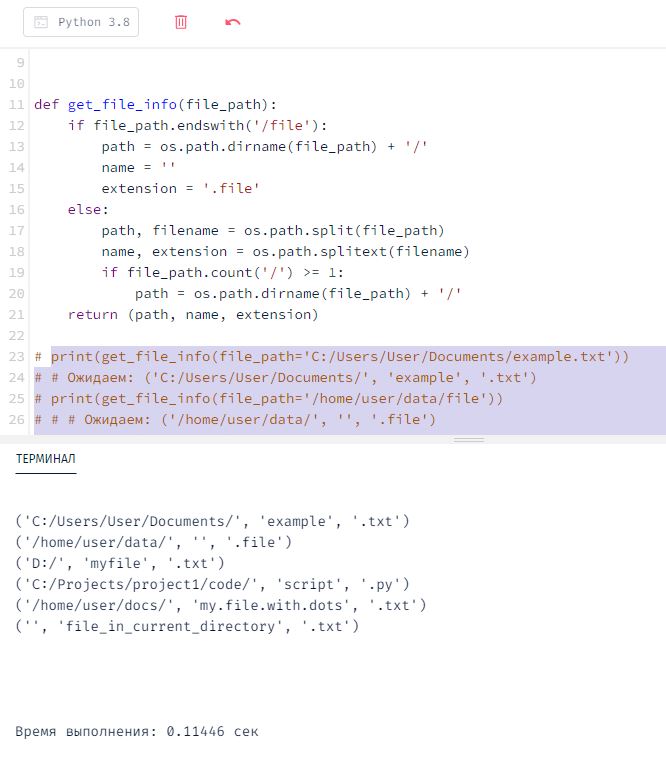 Python 3.8
9
10
11 def get_file_info(file_path):
12     if file_path.endswith('/file'):
13         path = os.path.dirname(file_path) + '/'
14         name = ''
15         extension = '.file'
16     else:
17         path, filename = os.path.split(file_path)
18         name, extension = os.path.splitext(filename)
19         if file_path.count('/') >= 1:
20             path = os.path.dirname(file_path) + '/'
21     return (path, name, extension)
22
23 # print(get_file_info(file_path='C:/Users/User/Documents/example.txt'))
24 # # Ожидаем: ('C:/Users/User/Documents/', 'example', '.txt')
25 # print(get_file_info(file_path='/home/user/data/file'))
26 # # # Ожидаем: ('/home/user/data/', '', '.file')
ТЕРМИНАЛ
('C:/Users/User/Documents/', 'example', '.txt')
('/home/user/data/', '', '.file')
('D:/', 'myfile', '.txt')
('C:/Projects/project1/code/', 'script', '.py')
('/home/user/docs/', 'my.file.with.dots', '.txt')
('', 'file_in_current_directory', '.txt')
Время выполнения: 0.11446 сек